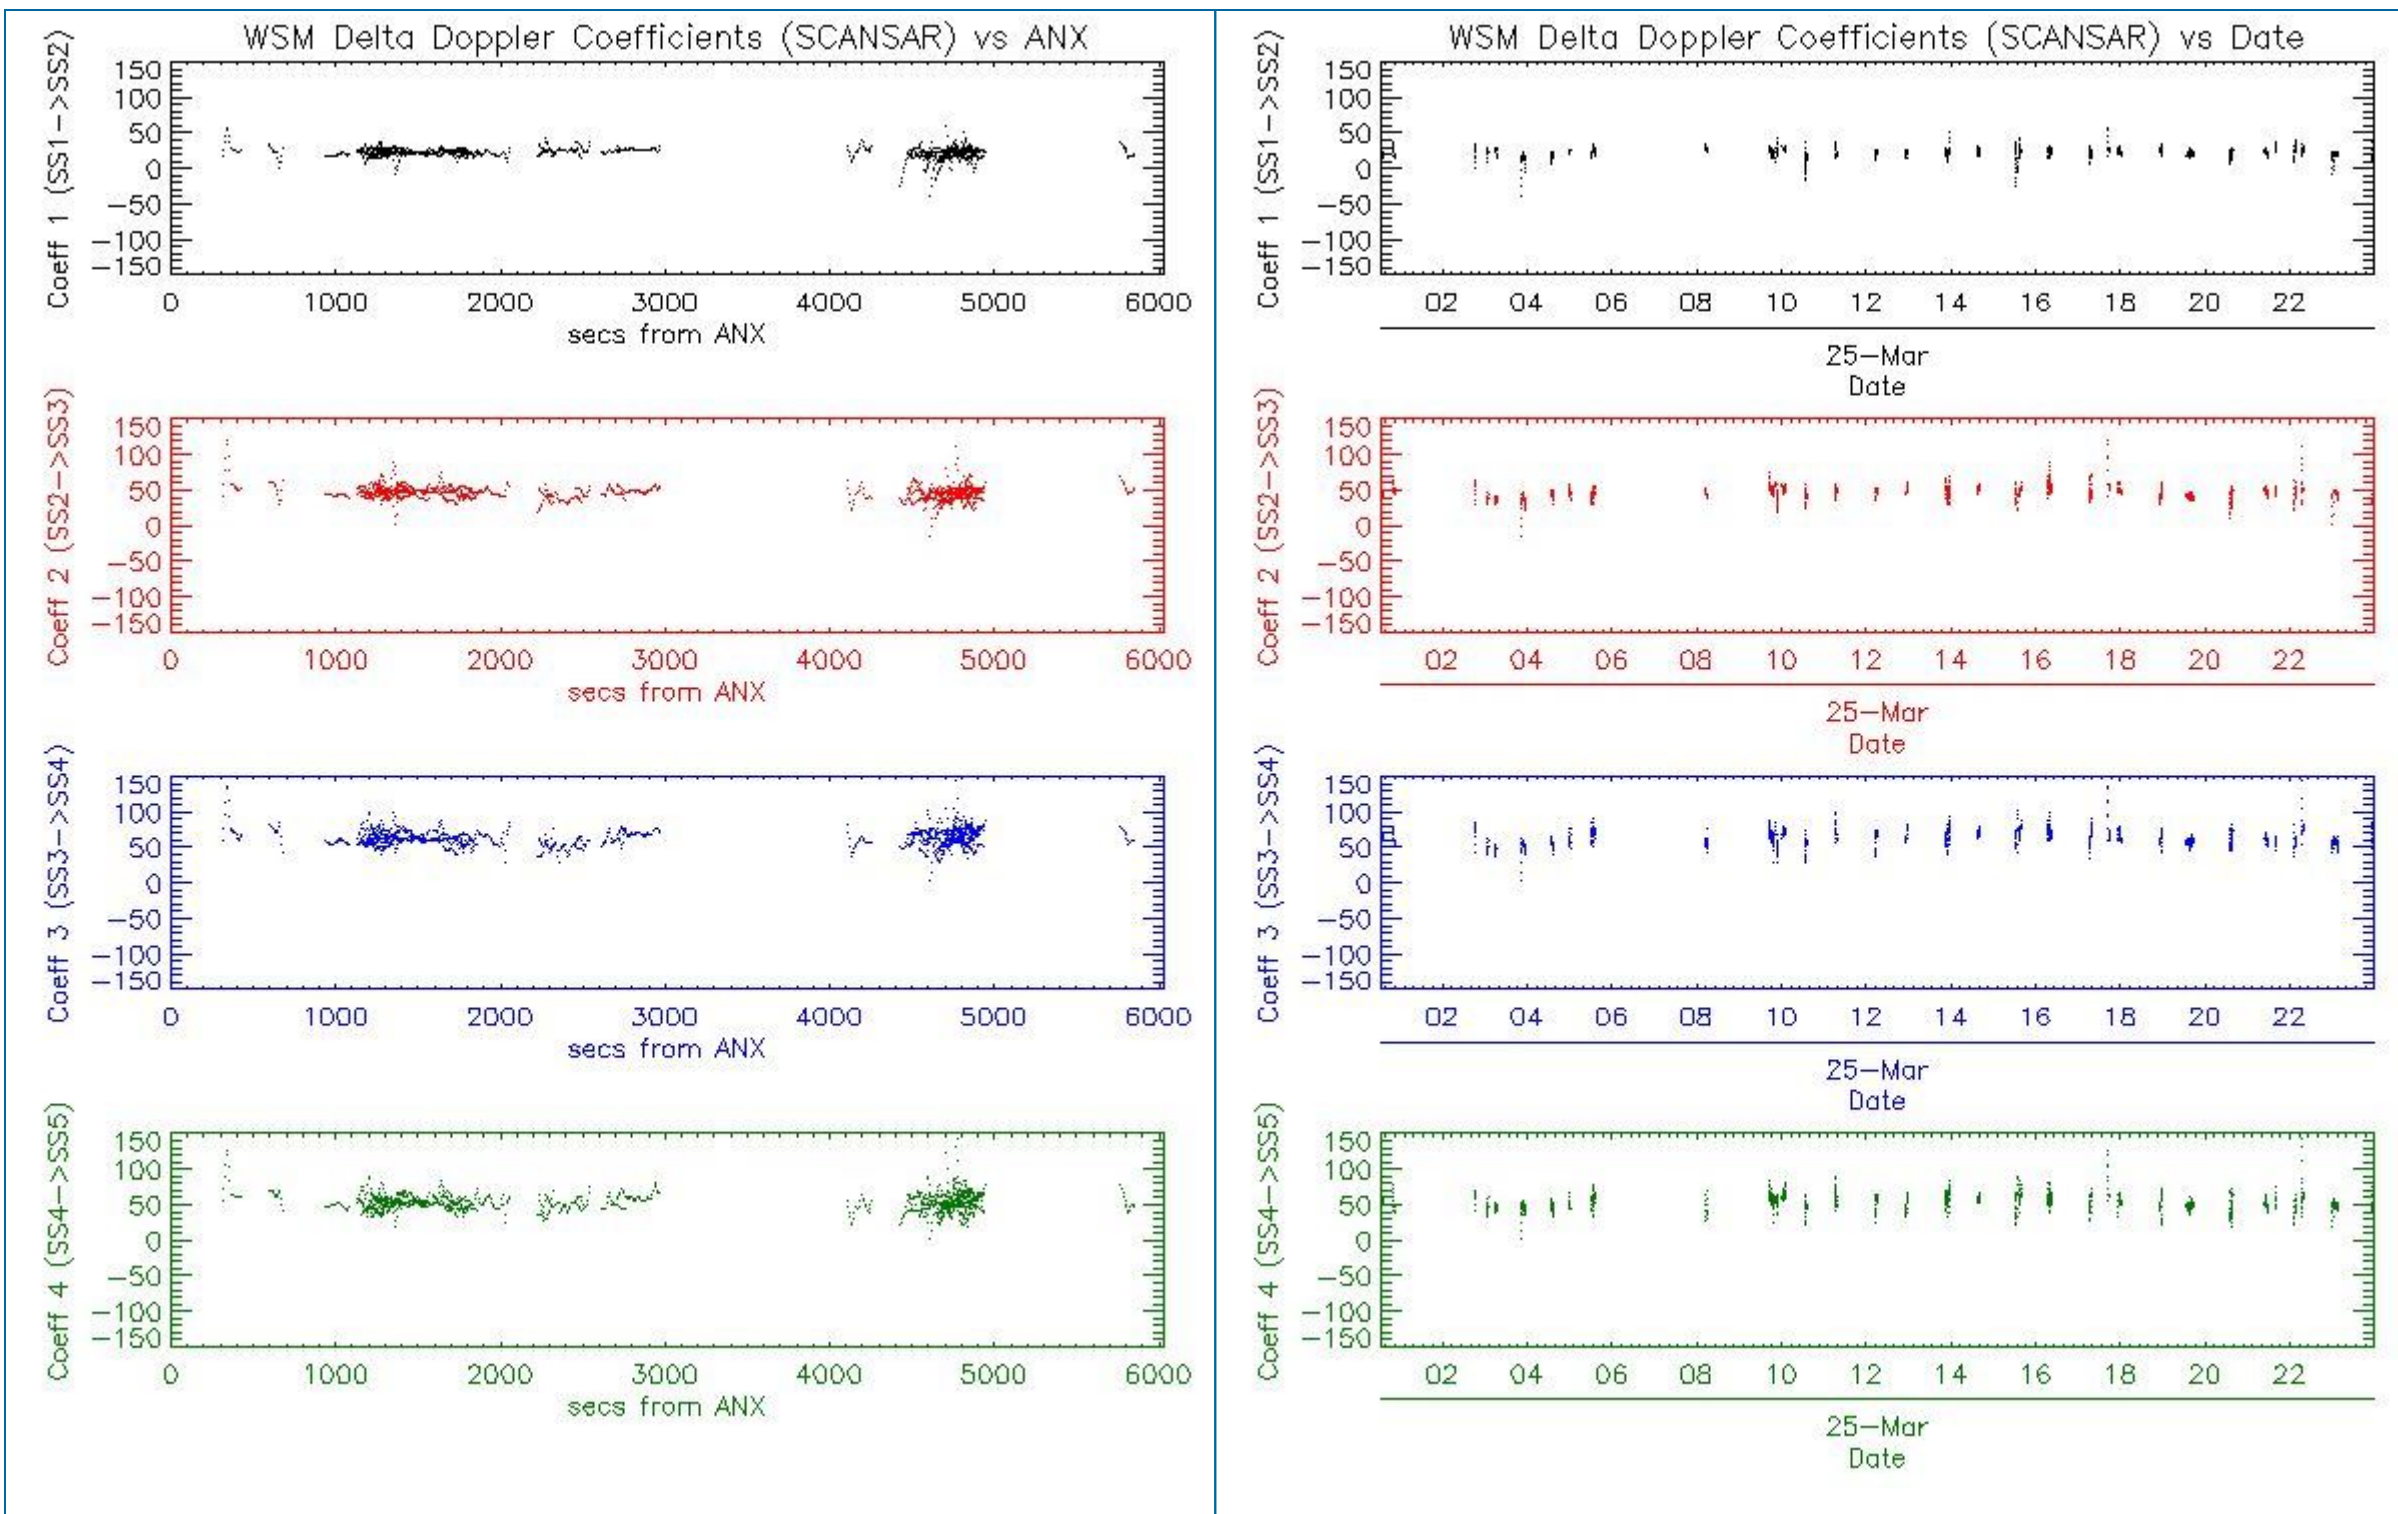 WSM Delta Doppler Coefficients (SCANSAR) vs ANX
Coeff 1 (SS1->SS2)
150
100
50
0
-50
-100
-150
0 1000 2000 3000 4000 5000 6000
secs from ANX
Coeff 2 (SS2->SS3)
150
100
50
0
-50
-100
-150
0 1000 2000 3000 4000 5000 6000
secs from ANX
Coeff 3 (SS3->SS4)
150
100
50
0
-50
-100
-150
0 1000 2000 3000 4000 5000 6000
secs from ANX
Coeff 4 (SS4->SS5)
150
100
50
0
-50
-100
-150
0 1000 2000 3000 4000 5000 6000
secs from ANX
WSM Delta Doppler Coefficients (SCANSAR) vs Date
Coeff 1 (SS1->SS2)
150
100
50
0
-50
-100
-150
02 04 06 08 10 12 14 16 18 20 22
25-Mar
Date
Coeff 2 (SS2->SS3)
150
100
50
0
-50
-100
-150
02 04 06 08 10 12 14 16 18 20 22
25-Mar
Date
Coeff 3 (SS3->SS4)
150
100
50
0
-50
-100
-150
02 04 06 08 10 12 14 16 18 20 22
25-Mar
Date
Coeff 4 (SS4->SS5)
150
100
50
0
-50
-100
-150
02 04 06 08 10 12 14 16 18 20 22
25-Mar
Date